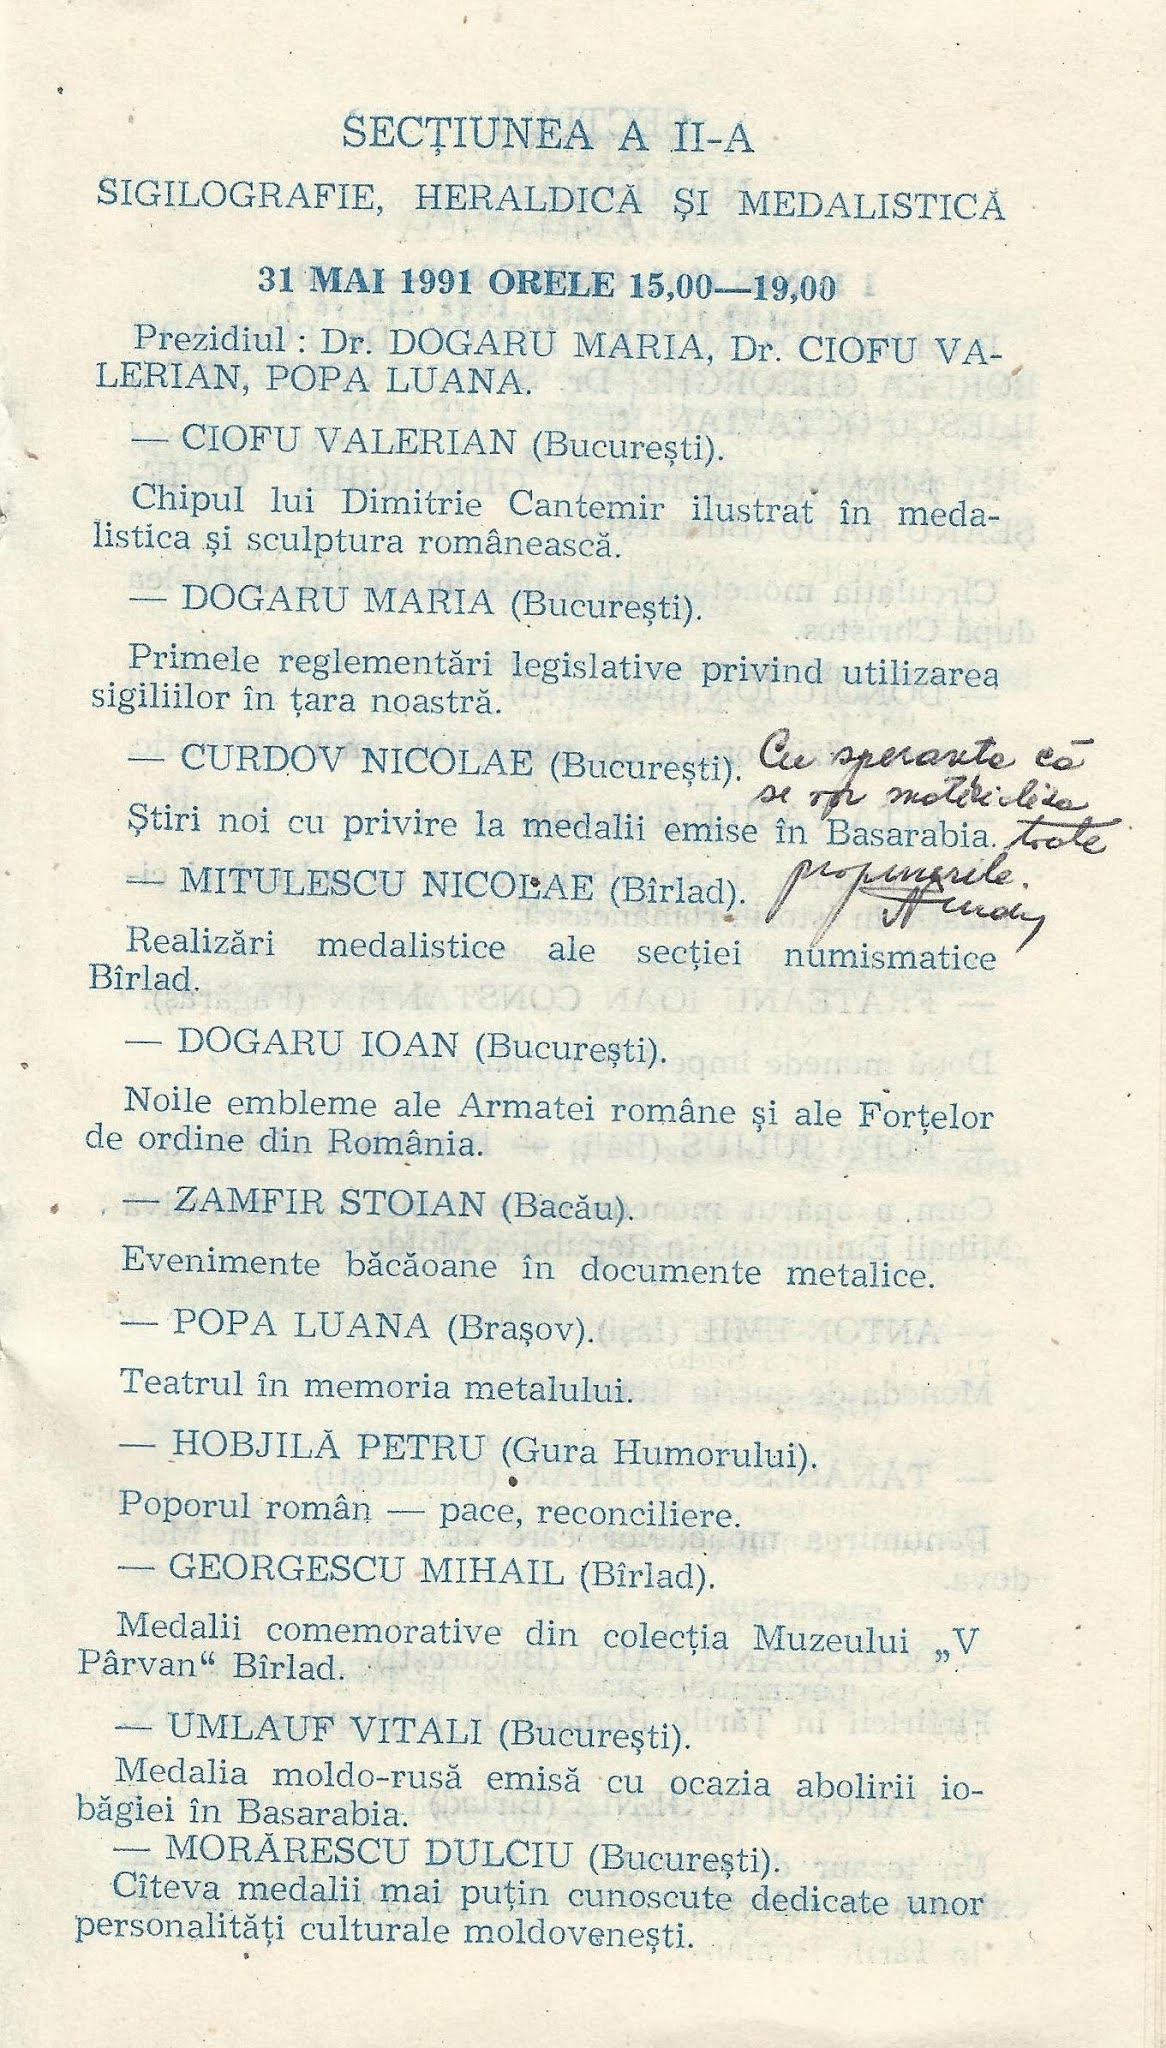 SECȚIUNEA A II-A
SIGILOGRAFIE, HERALDICĂ ȘI MEDALISTICĂ
31 MAI 1991 ORELE 15,00—19,00
Prezidiul : Dr. DOGARU MARIA, Dr. CIOFU VA-
LERIAN, POPA LUANA.
— CIOFU VALERIAN (București).
Chipul lui Dimitrie Cantemir ilustrat în meda-
listica și sculptura românească.
— DOGARU MARIA (București).
Primele reglementări legislative privind utilizarea
sigiliilor în țara noastră.
— CURDOV NICOLAE (București).
Știri noi cu privire la medalii emise în Basarabia.
— MITULESCU NICOLAE (Bîrlad).
Cu speranta că
se vor materializa
toate
propunerile.
Realizări medalistice ale secției numismatice
Bîrlad.
— DOGARU IOAN (București).
Noile embleme ale Armatei române și ale Forțelor
de ordine din România.
— ZAMFIR STOIAN (Bacău).
Evenimente băcăoane în documente metalice.
— POPA LUANA (Brașov).
Teatrul în memoria metalului.
— HOBJILĂ PETRU (Gura Humorului).
Poporul român — pace, reconciliere.
— GEORGESCU MIHAIL (Bîrlad).
Medalii comemorative din colecția Muzeului „V
Pârvan“ Bîrlad.
— UMLAUF VITALI (București).
Medalia moldo-rusă emisă cu ocazia abolirii io-
băgiei în Basarabia.
— MORĂRESCU DULCIU (București).
Cîteva medalii mai puțin cunoscute dedicate unor
personalități culturale moldovenești.